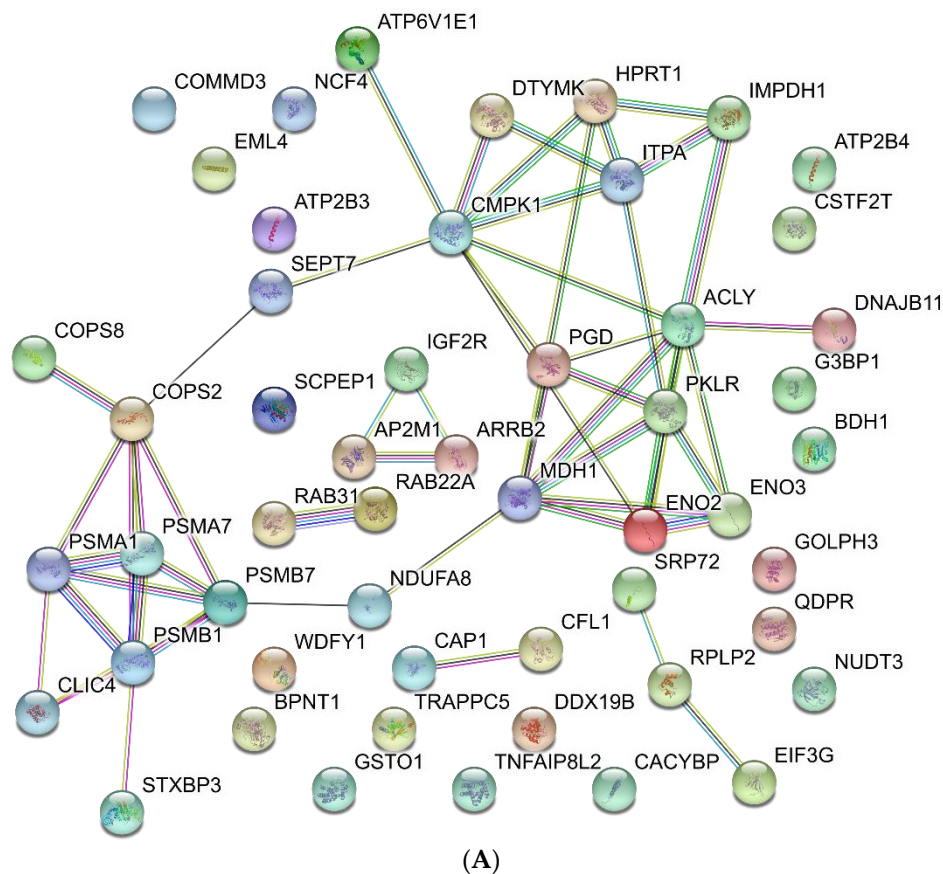 ATP6V1E1
COMMD3
NCF4
DTYMK
HPRT1
IMPDH1
EML4
ITPA
ATP2B4
ATP2B3
CMPK1
CSTF2T
SEPT7
ACLY
DNAJB11
COPS8
IGF2R
PGD
G3BP1
COPS2
SCPEP1
PKLR
AP2M1
ARRB2
BDH1
RAB22A
MDH1
RAB31
ENO2
ENO3
PSMA7
PSMA1
SRP72
GOLPH3
PSMB7
NDUFA8
QDPR
PSMB1
WDFY1
CAP1
CFL1
RPLP2
NUDT3
CLIC4
BPNT1
TRAPPC5
DDX19B
GSTO1
TNFAIP8L2
CACYBP
EIF3G
STXBP3
(A)